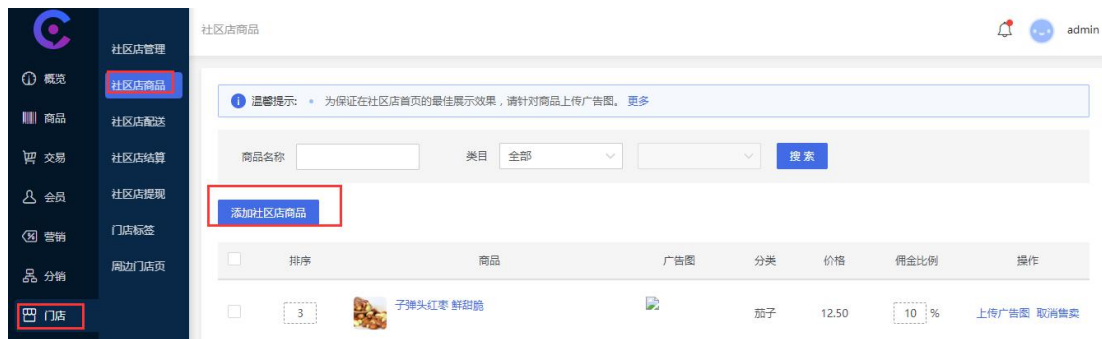 社区店商品
admin
概览
商品
交易
会员
营销
分销
门店
社区店管理
社区店商品
社区店配送
社区店结算
社区店提现
门店标签
周边门店页
温馨提示: 为保证在社区店首页的最佳展示效果，请针对商品上传广告图。 更多
商品名称 类目 全部 搜索
添加社区店商品
排序 商品 广告图 分类 价格 佣金比例 操作
3 子弹头红枣 鲜甜脆 茄子 12.50 10 % 上传广告图 取消售卖